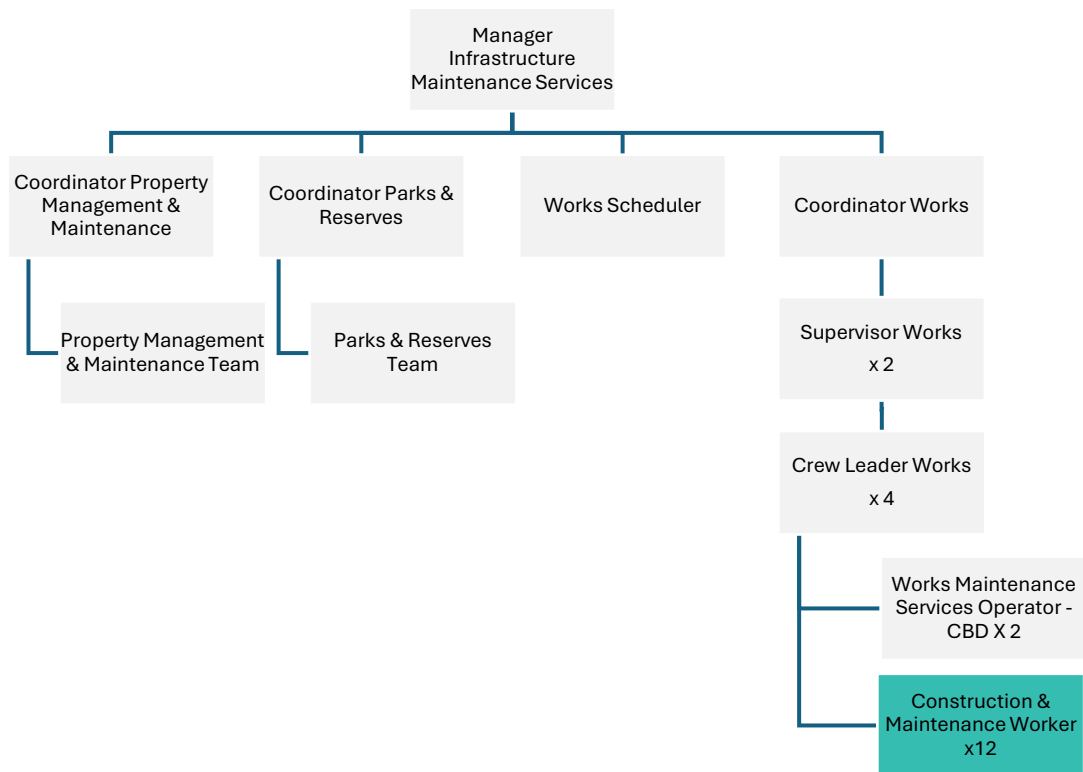 Manager
Infrastructure
Maintenance Services
Coordinator Property
Management &
Maintenance
Coordinator Parks &
Reserves
Works Scheduler
Coordinator Works
Property Management
& Maintenance Team
Parks & Reserves
Team
Supervisor Works
x 2
Crew Leader Works
x 4
Works Maintenance
Services Operator -
CBD X 2
Construction &
Maintenance Worker
x12